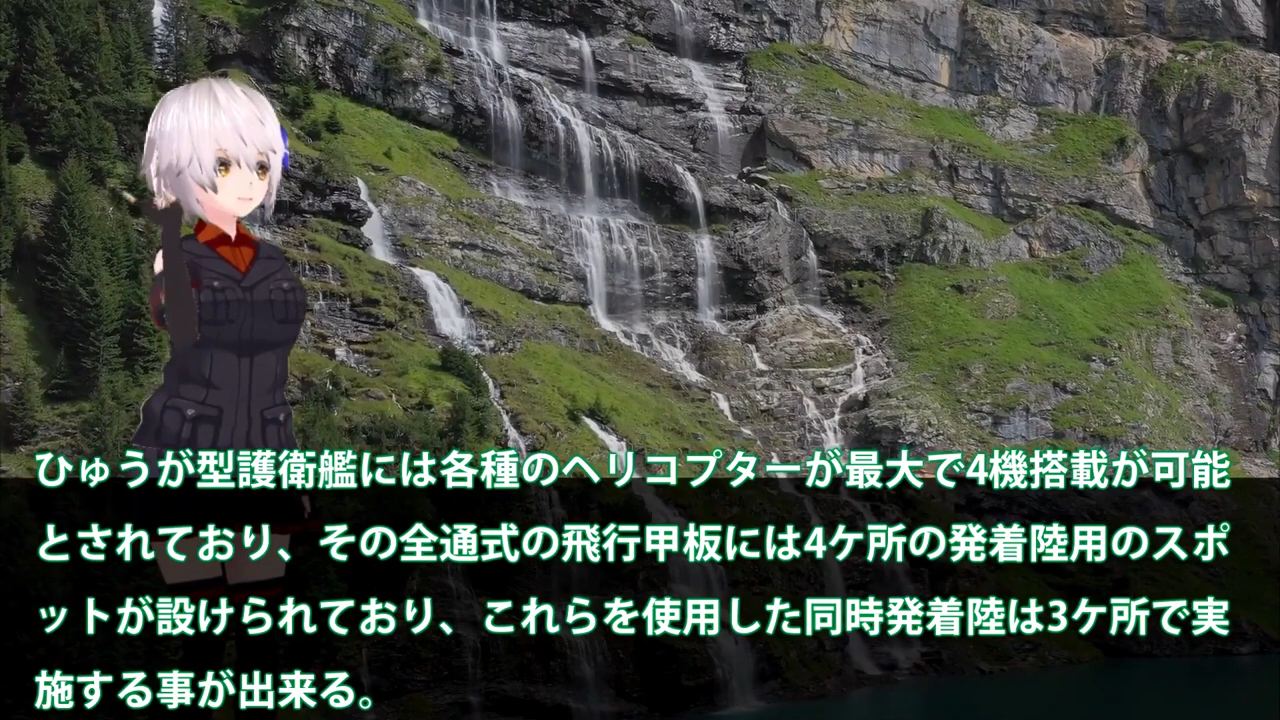 ひゅうが型護衛艦には各種のヘリコプターが最大で4機搭載が可能
とされており、その全通式の飛行甲板には4ケ所の発着陸用のスポ
ットが設けられており、これらを使用した同時発着陸は3ケ所で実
施する事が出来る。